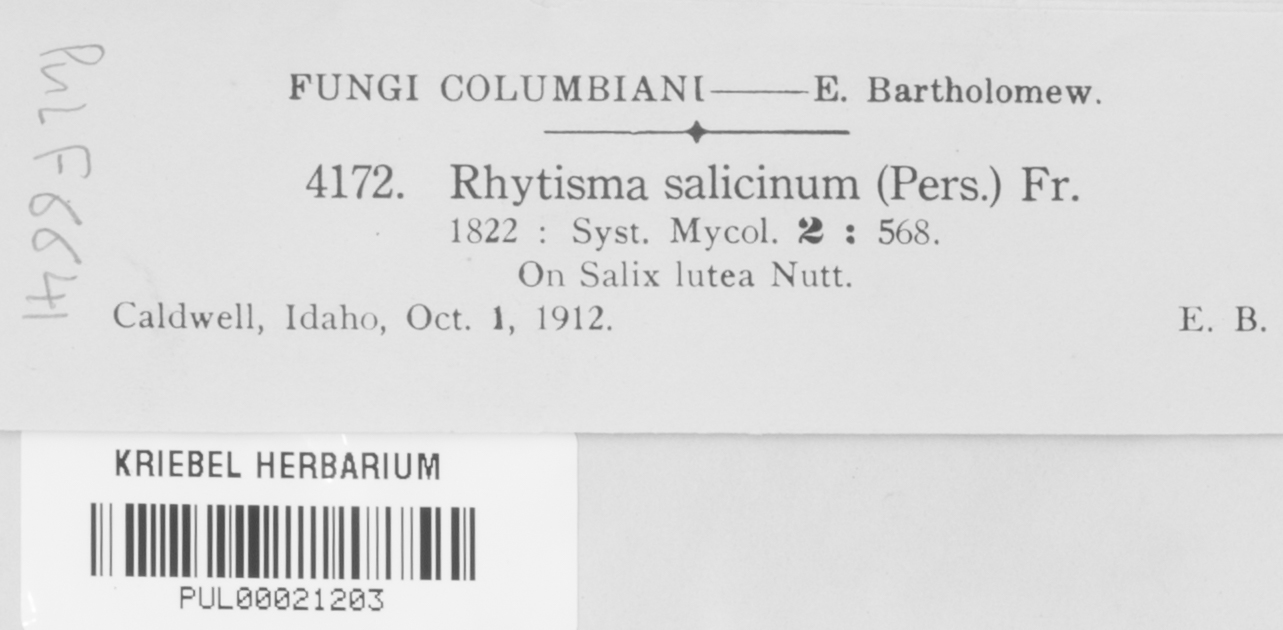 FUNGI COLUMBIANI——E. Bartholomew.
4172. Rhytisma salicinum (Pers.) Fr.
1822 : Syst. Mycol. 2 : 568.
On Salix lutea Nutt.
Caldwell, Idaho, Oct. 1, 1912. E. B.
PUL F6641
KRIEBEL HERBARIUM
PUL00021203